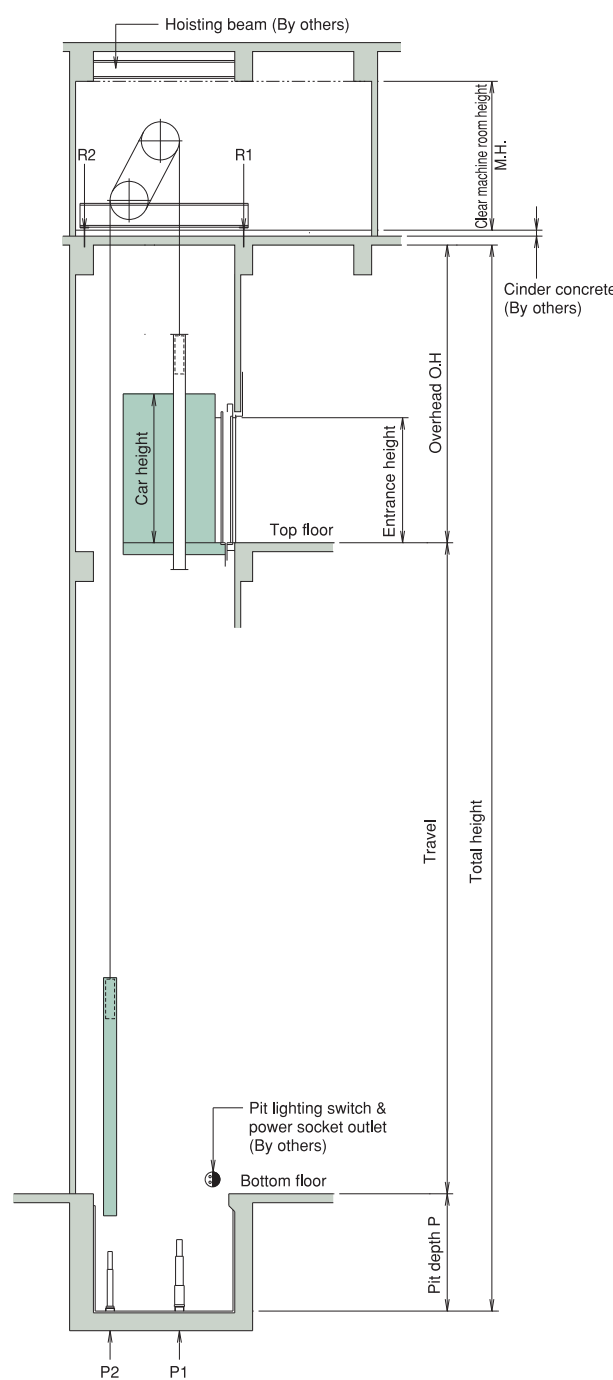 Hoisting beam (By others)
R2
R1
Clear machine room height
M.H.
Cinder concrete
(By others)
Overhead O.H
Car height
Entrance height
Top floor
Travel
Total height
Pit lighting switch &
power socket outlet
(By others)
Bottom floor
Pit depth P
P2
P1